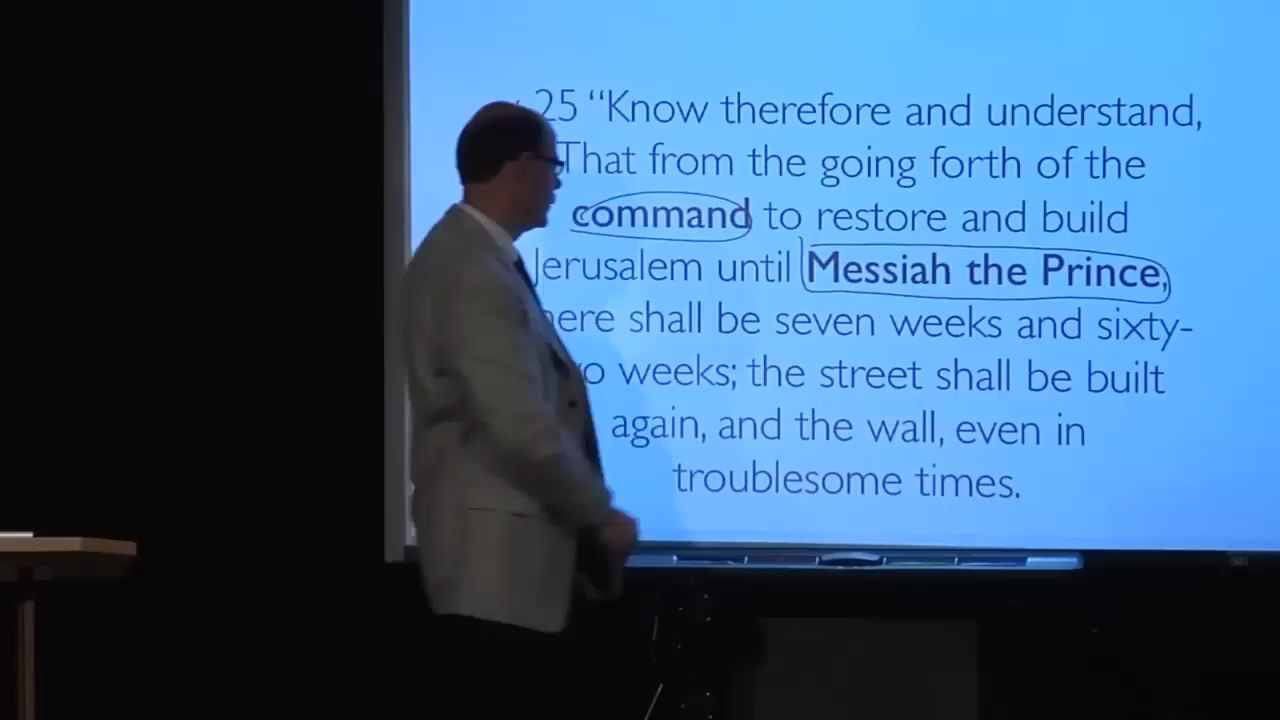 25 “Know therefore and understand,
That from the going forth of the
command to restore and build
Jerusalem until Messiah the Prince,
shall be seven weeks and sixty-
weeks; the street shall be built
again, and the wall, even in
troublesome times.